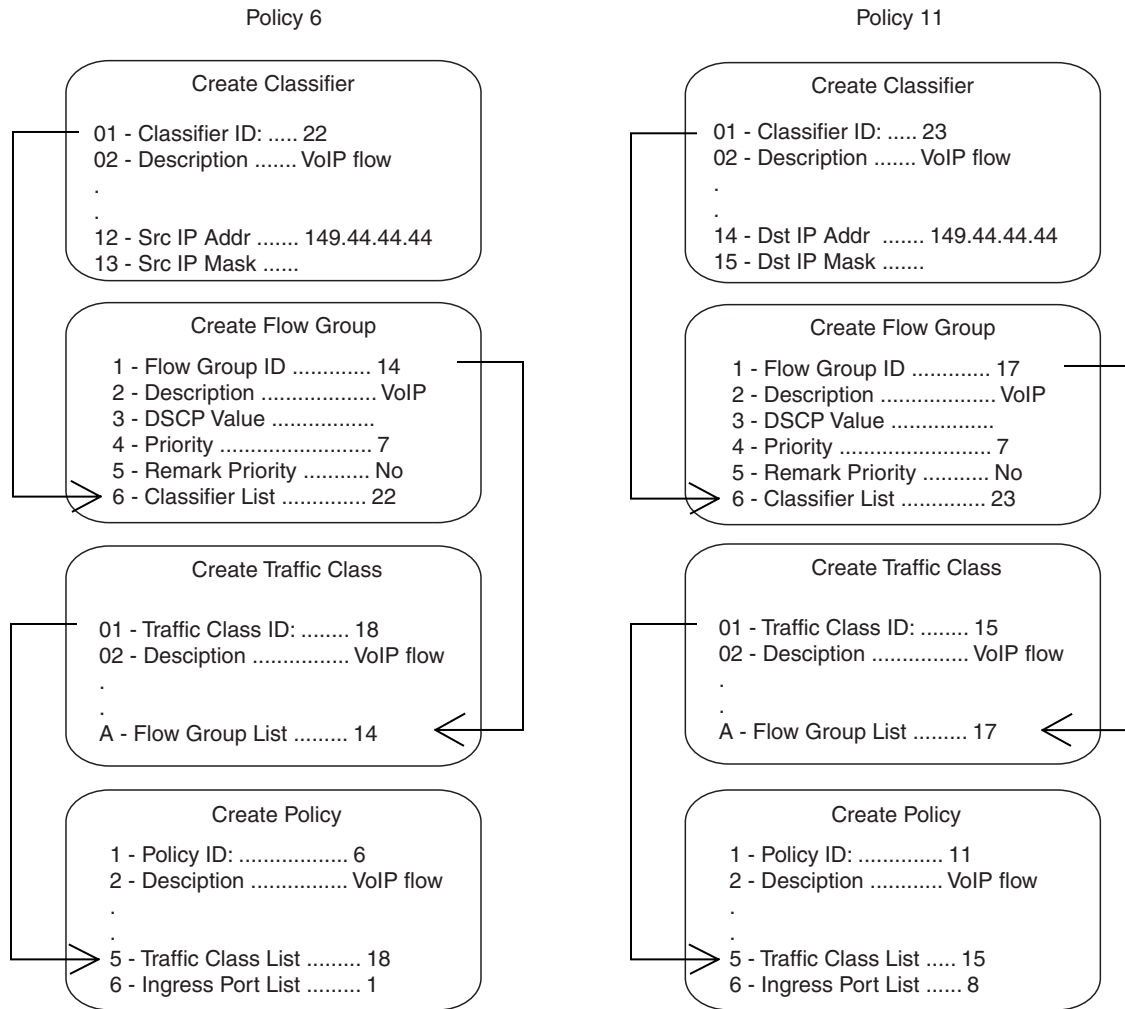 Policy 6
Create Classifier
01 - Classifier ID: ..... 22
02 - Description ....... VoIP flow
.
.
12 - Src IP Addr ....... 149.44.44.44
13 - Src IP Mask ......
Create Flow Group
1 - Flow Group ID ............. 14
2 - Description ................... VoIP
3 - DSCP Value .................
4 - Priority ......................... 7
5 - Remark Priority ........... No
6 - Classifier List .............. 22
Create Traffic Class
01 - Traffic Class ID: ........ 18
02 - Desciption ................ VoIP flow
.
.
A - Flow Group List ......... 14
Create Policy
1 - Policy ID: .................. 6
2 - Desciption ................ VoIP flow
.
.
5 - Traffic Class List ......... 18
6 - Ingress Port List ......... 1
Policy 11
Create Classifier
01 - Classifier ID: ..... 23
02 - Description ....... VoIP flow
.
.
14 - Dst IP Addr ....... 149.44.44.44
15 - Dst IP Mask .......
Create Flow Group
1 - Flow Group ID ............. 17
2 - Description ................... VoIP
3 - DSCP Value .................
4 - Priority ......................... 7
5 - Remark Priority ........... No
6 - Classifier List .............. 23
Create Traffic Class
01 - Traffic Class ID: ........ 15
02 - Desciption ................ VoIP flow
.
.
A - Flow Group List ......... 17
Create Policy
1 - Policy ID: .............. 11
2 - Desciption ............ VoIP flow
.
.
5 - Traffic Class List ..... 15
6 - Ingress Port List ...... 8